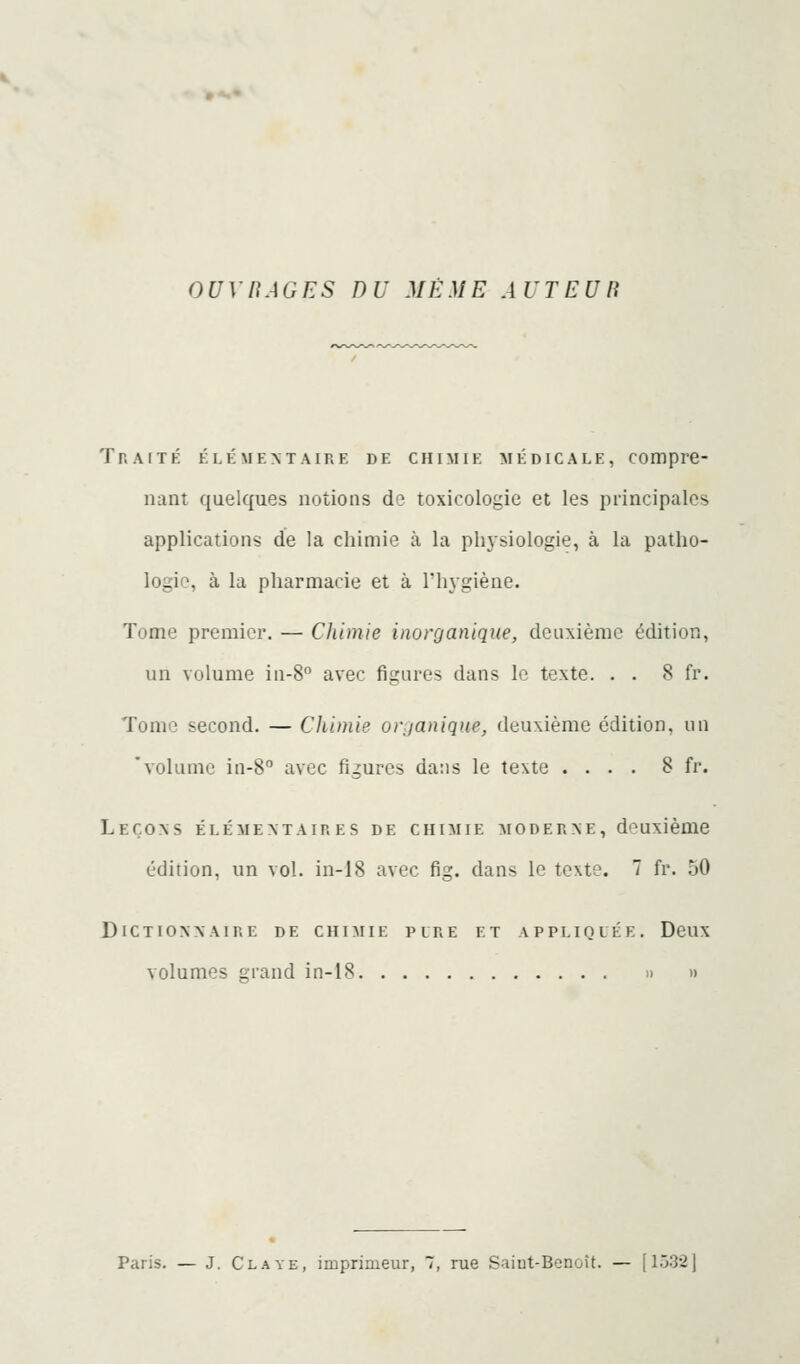 OUVRAGES DU MÊME AUTEUR
TRAITÉ ÉLÉMENTAIRE DE CHIMIE MÉDICALE, compre-
nant quelques notions de toxicologie et les principales
applications de la chimie à la physiologie, à la patho-
logie, à la pharmacie et à l'hygiène.
Tome premier. — Chimie inorganique, deuxième édition,
un volume in-8° avec figures dans le texte. . . 8 fr.
Tome second. — Chimie organique, deuxième édition, un
volume in-8° avec figures dans le texte . . . . 8 fr.
LEÇONS ÉLÉMENTAIRES DE CHIMIE MODERNE, deuxième
édition, un vol. in-18 avec fig. dans le texte. 7 fr. 50
DICTIONNAIRE DE CHIMIE PURE ET APPLIQUÉE. Deux
volumes grand in-18. . . . . . . . . . . . . » »
Paris. — J. CLAYE, imprimeur, 7, rue Saint-Benoît. — [1532]